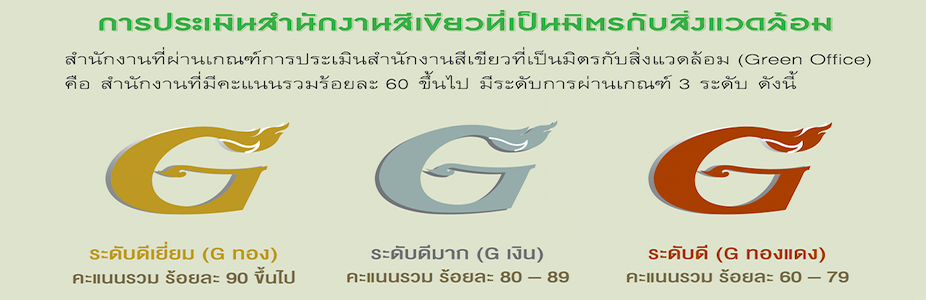 การประเมินสำนักงานสีเขียวที่เป็นมิตรกับสิ่งแวดล้อม
สำนักงานที่ผ่านเกณฑ์การประเมินสำนักงานสีเขียวที่เป็นมิตรกับสิ่งแวดล้อม (Green Office)
คือ สำนักงานที่มีคะแนนรวมร้อยละ 60 ขึ้นไป มีระดับการผ่านเกณฑ์ 3 ระดับ ดังนี้
G G G
ระดับดีเยี่ยม (G ทอง) ระดับดีมาก (G เงิน) ระดับดี (G ทองแดง)
คะแนนรวม ร้อยละ 90 ขึ้นไป คะแนนรวม ร้อยละ 80 – 89 คะแนนรวม ร้อยละ 60 – 79